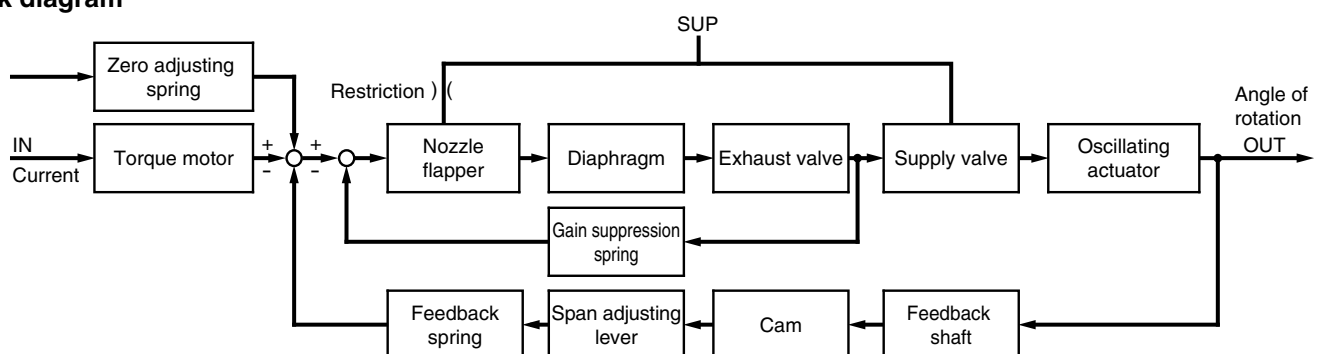 k diagram
SUP
Zero adjusting
spring
Restriction ) (
Angle of
rotation
OUT
IN
Current
Torque motor
+
-
+
-
Nozzle
flapper
Diaphragm
Exhaust valve
Supply valve
Oscillating
actuator
Gain suppression
spring
Feedback
spring
Span adjusting
lever
Cam
Feedback
shaft